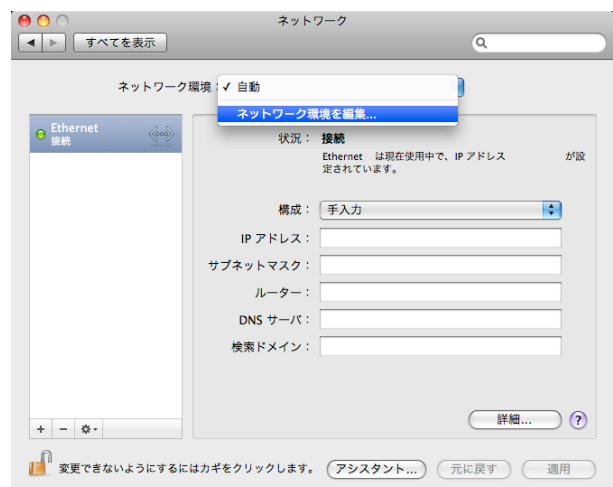 ネットワーク
すべてを表示
ネットワーク環境：✓ 自動
ネットワーク環境を編集...
Ethernet
接続
状況： 接続
Ethernet は現在使用中で、IP アドレス が設
定されています。
構成： 手入力
IP アドレス：
サブネットマスク：
ルーター：
DNS サーバ：
検索ドメイン：
詳細... ?
+ −
変更できないようにするにはカギをクリックします。 アシスタント... 元に戻す 適用